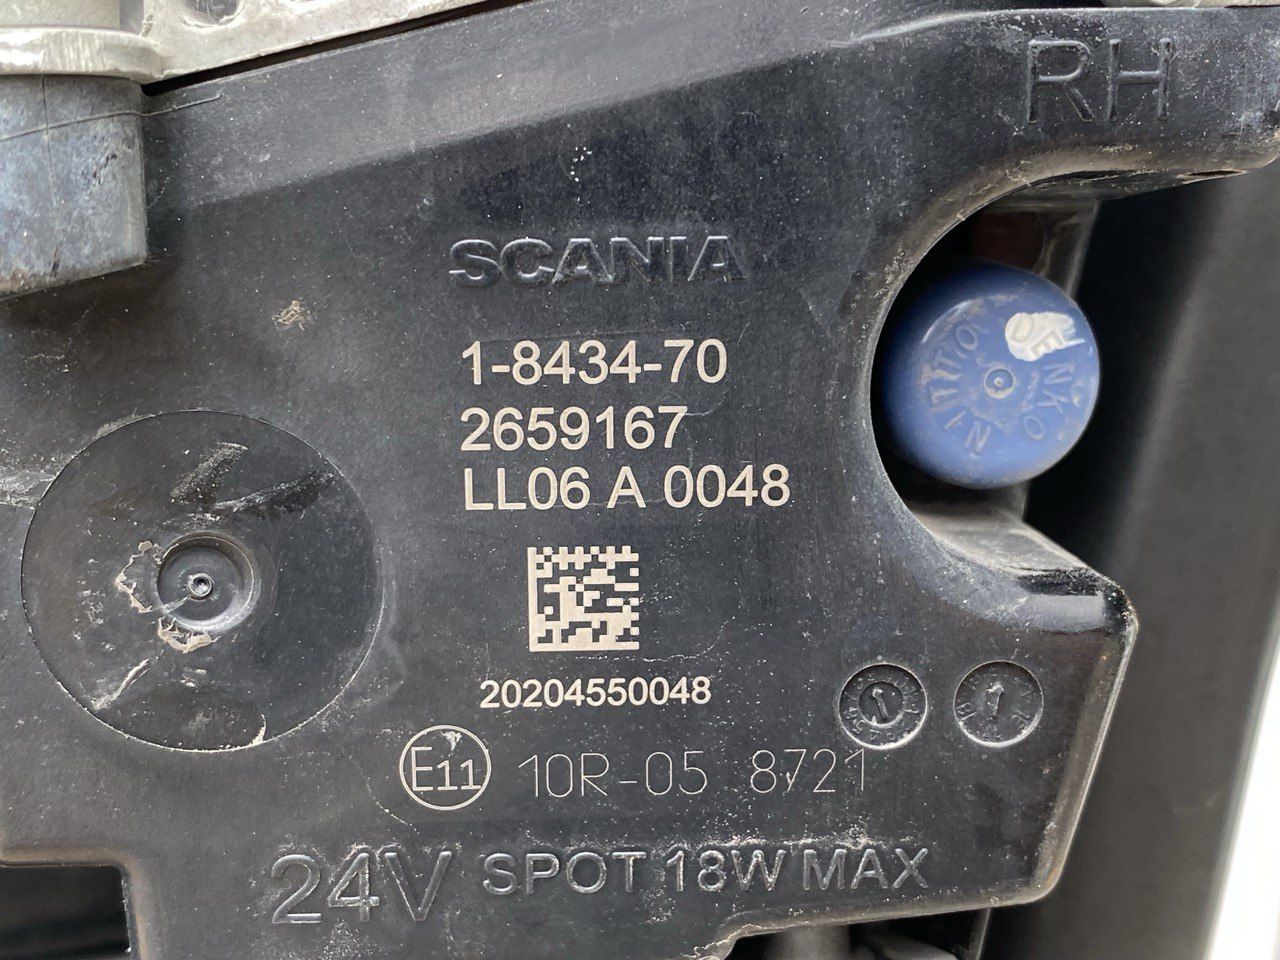 RH
SCANIA
1-8434-70
2659167
LL06 A 0048
20204550048
E11 10R-05 8721
24V SPOT 18W MAX